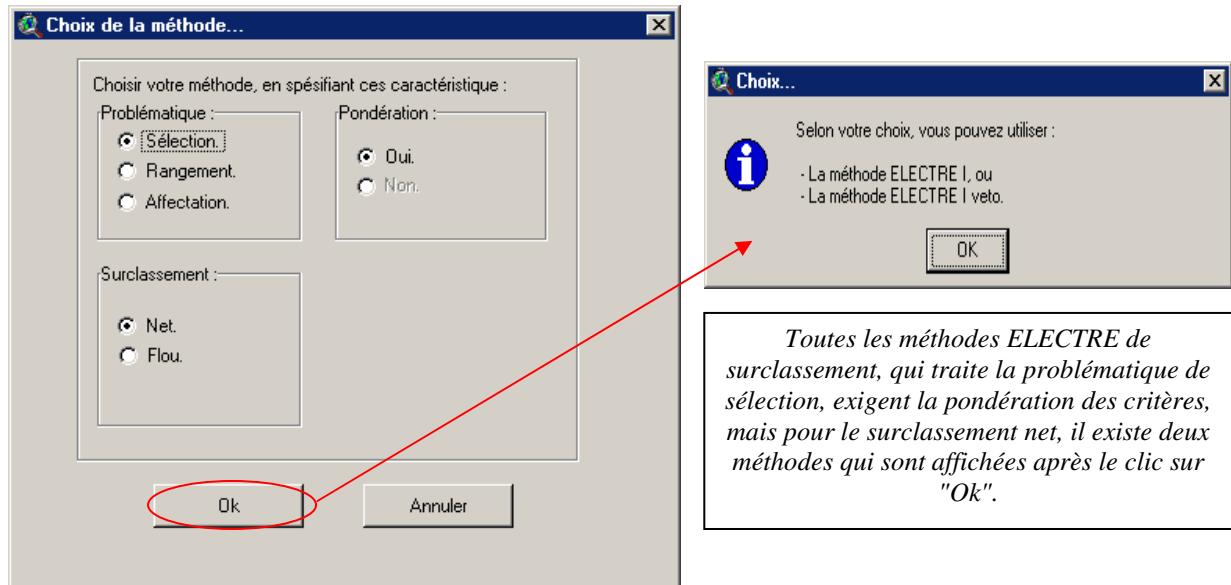 Choix de la méthode...
Choisir votre méthode, en spésifiant ces caractéristique :
Problématique :
Sélection.
Rangement.
Affectation.
Pondération :
Oui.
Non.
Surclassement :
Net.
Flou.
Ok
Annuler
Choix...
Selon votre choix, vous pouvez utiliser :
- La méthode ELECTRE I, ou
- La méthode ELECTRE I veto.
OK
Toutes les méthodes ELECTRE de
surclassement, qui traite la problématique de
sélection, exigent la pondération des critères,
mais pour le surclassement net, il existe deux
méthodes qui sont affichées après le clic sur
"Ok".